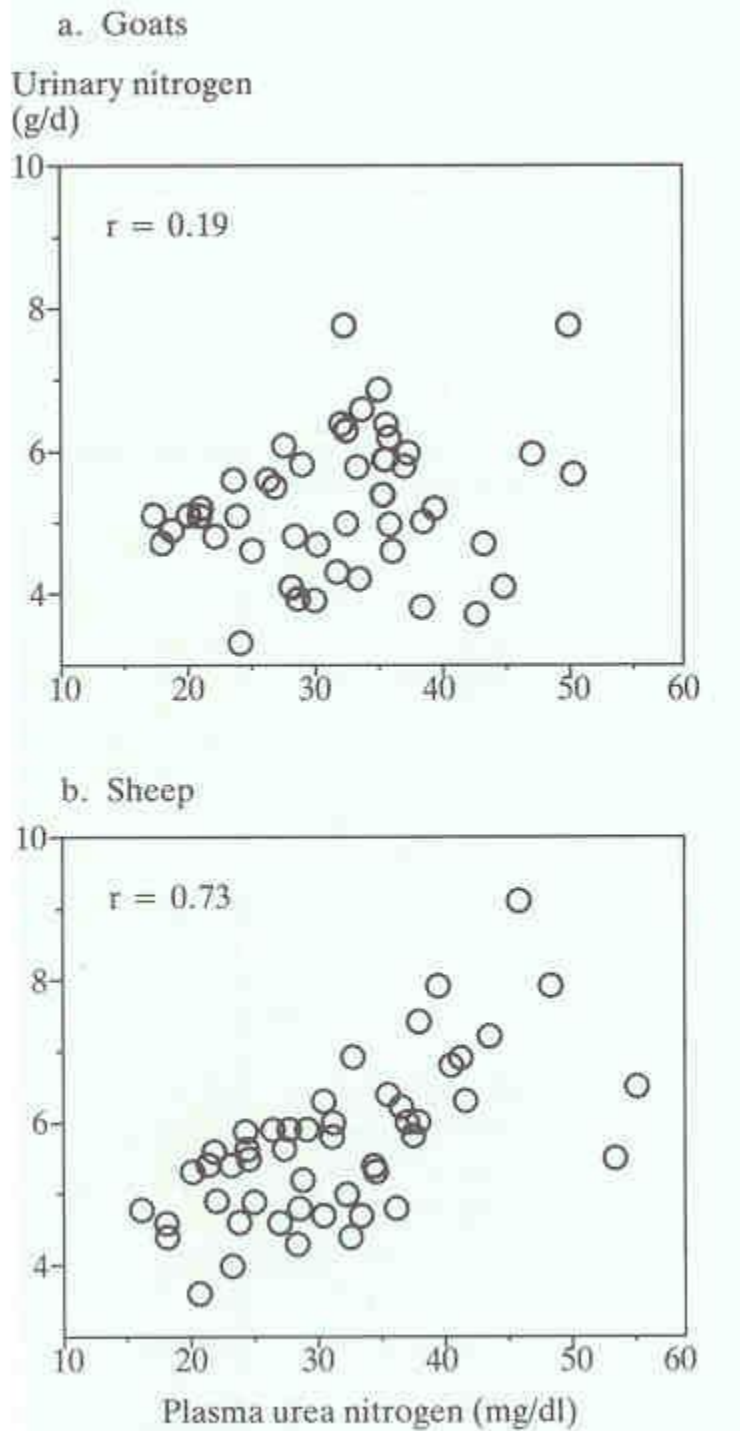 a. Goats
Urinary nitrogen
(g/d)
10
r = 0.19
8
6
4
10 20 30 40 50 60
b. Sheep
10
r = 0.73
8
6
4
10 20 30 40 50 60
Plasma urea nitrogen (mg/dl)